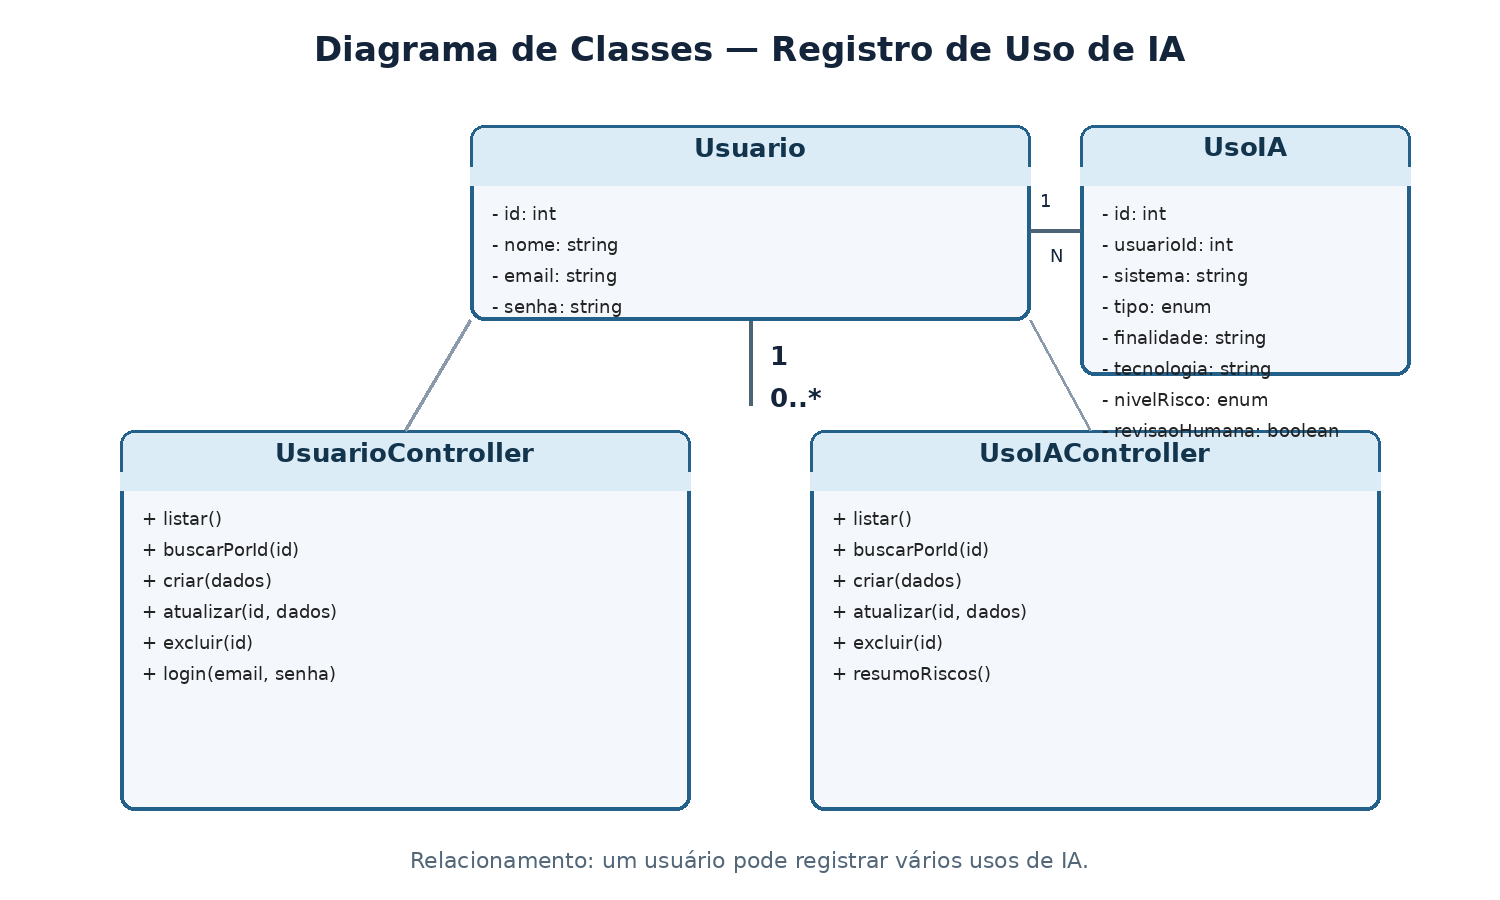 Diagrama de Classes — Registro de Uso de IA
Usuario
- id: int
- nome: string
- email: string
- senha: string
1
N
UsoIA
- id: int
- usuarioId: int
- sistema: string
- tipo: enum
- finalidade: string
- tecnologia: string
- nivelRisco: enum
- revisaoHumana: boolean
1
0..*
UsuarioController
+ listar()
+ buscarPorId(id)
+ criar(dados)
+ atualizar(id, dados)
+ excluir(id)
+ login(email, senha)
UsoIAController
+ listar()
+ buscarPorId(id)
+ criar(dados)
+ atualizar(id, dados)
+ excluir(id)
+ resumoRiscos()
Relacionamento: um usuário pode registrar vários usos de IA.